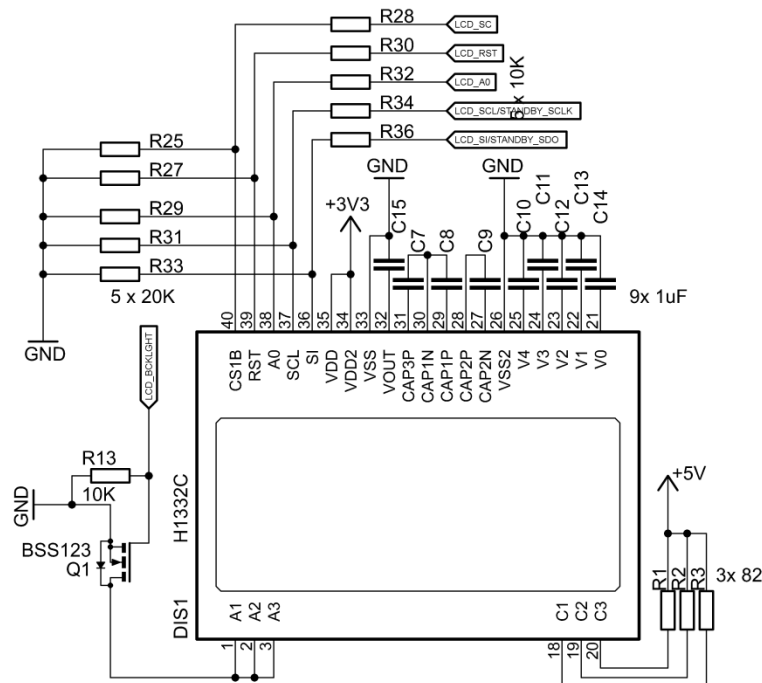 R28
LCD_SC
R30
LCD_RST
R32
LCD_A0
R34
LCD_SCL/STANDBY_SCLK
R36
LCD_SI/STANDBY_SDO
5 x 10K
R25
R27
R29
R31
R33
5 x 20K
GND
+3V3
GND
C15
C7
C8
C9
GND
C10
C11
C12
C13
C14
9x 1uF
40
39
38
37
36
35
34
33
32
31
30
29
28
27
26
25
24
23
22
21
CS1B
RST
A0
SCL
SI
VDD
VDD2
VSS
VOUT
CAP3P
CAP1N
CAP1P
CAP2P
CAP2N
VSS2
V4
V3
V2
V1
V0
LCD_BCKLGHT
R13
10K
GND
BSS123
Q1
H1332C
DIS1
A1
A2
A3
C1
C2
C3
1
2
3
18
19
20
+5V
R1
R2
R3
3x 82